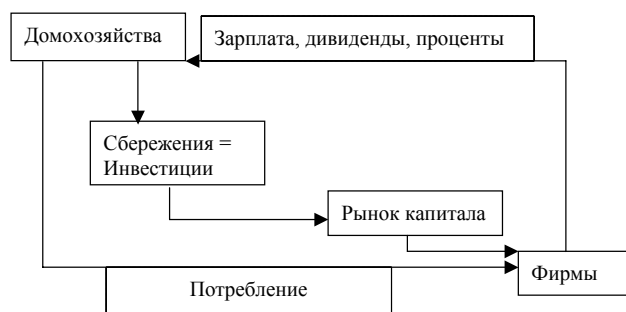 Домохозяйства
Зарплата, дивиденды, проценты
Сбережения =
Инвестиции
Рынок капитала
Фирмы
Потребление